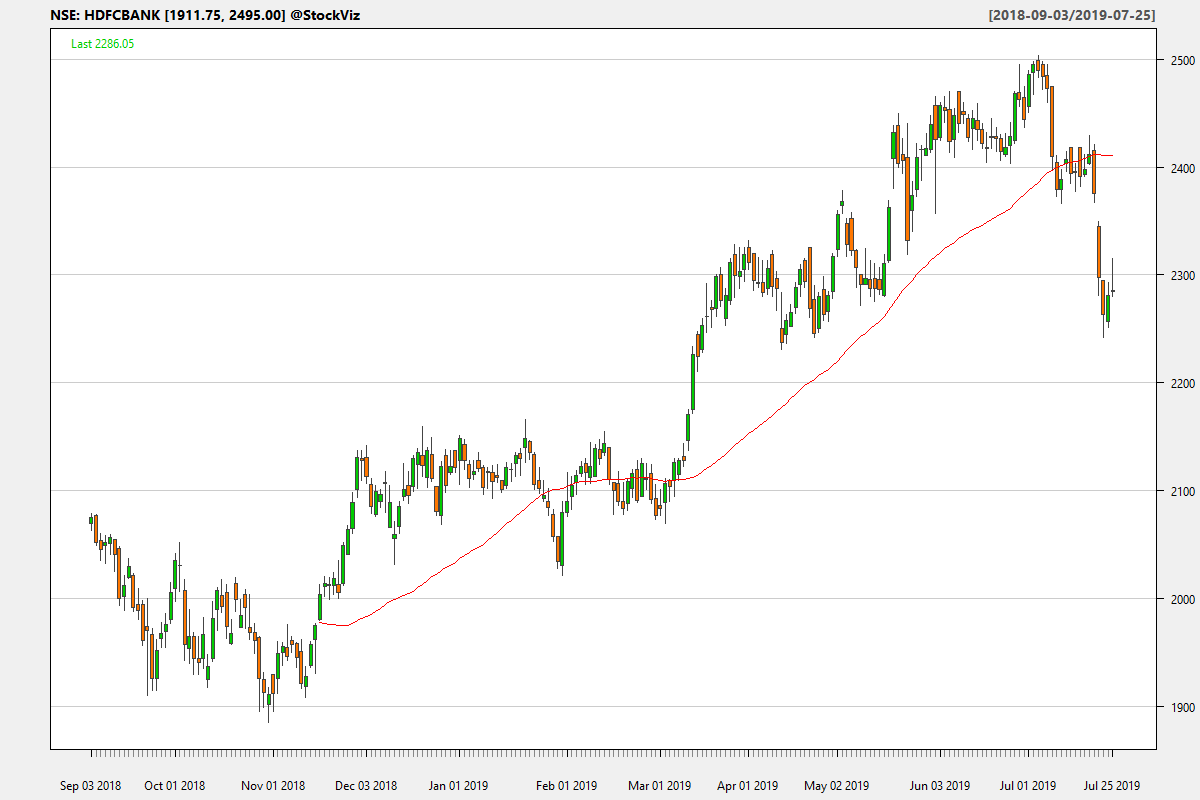 NSE: HDFCBANK [1911.75, 2495.00] @StockViz
[2018-09-03/2019-07-25]
Last 2286.05
2500
2400
2300
2200
2100
2000
1900
Sep 03 2018 Oct 01 2018 Nov 01 2018 Dec 03 2018 Jan 01 2019 Feb 01 2019 Mar 01 2019 Apr 01 2019 May 02 2019 Jun 03 2019 Jul 01 2019 Jul 25 2019